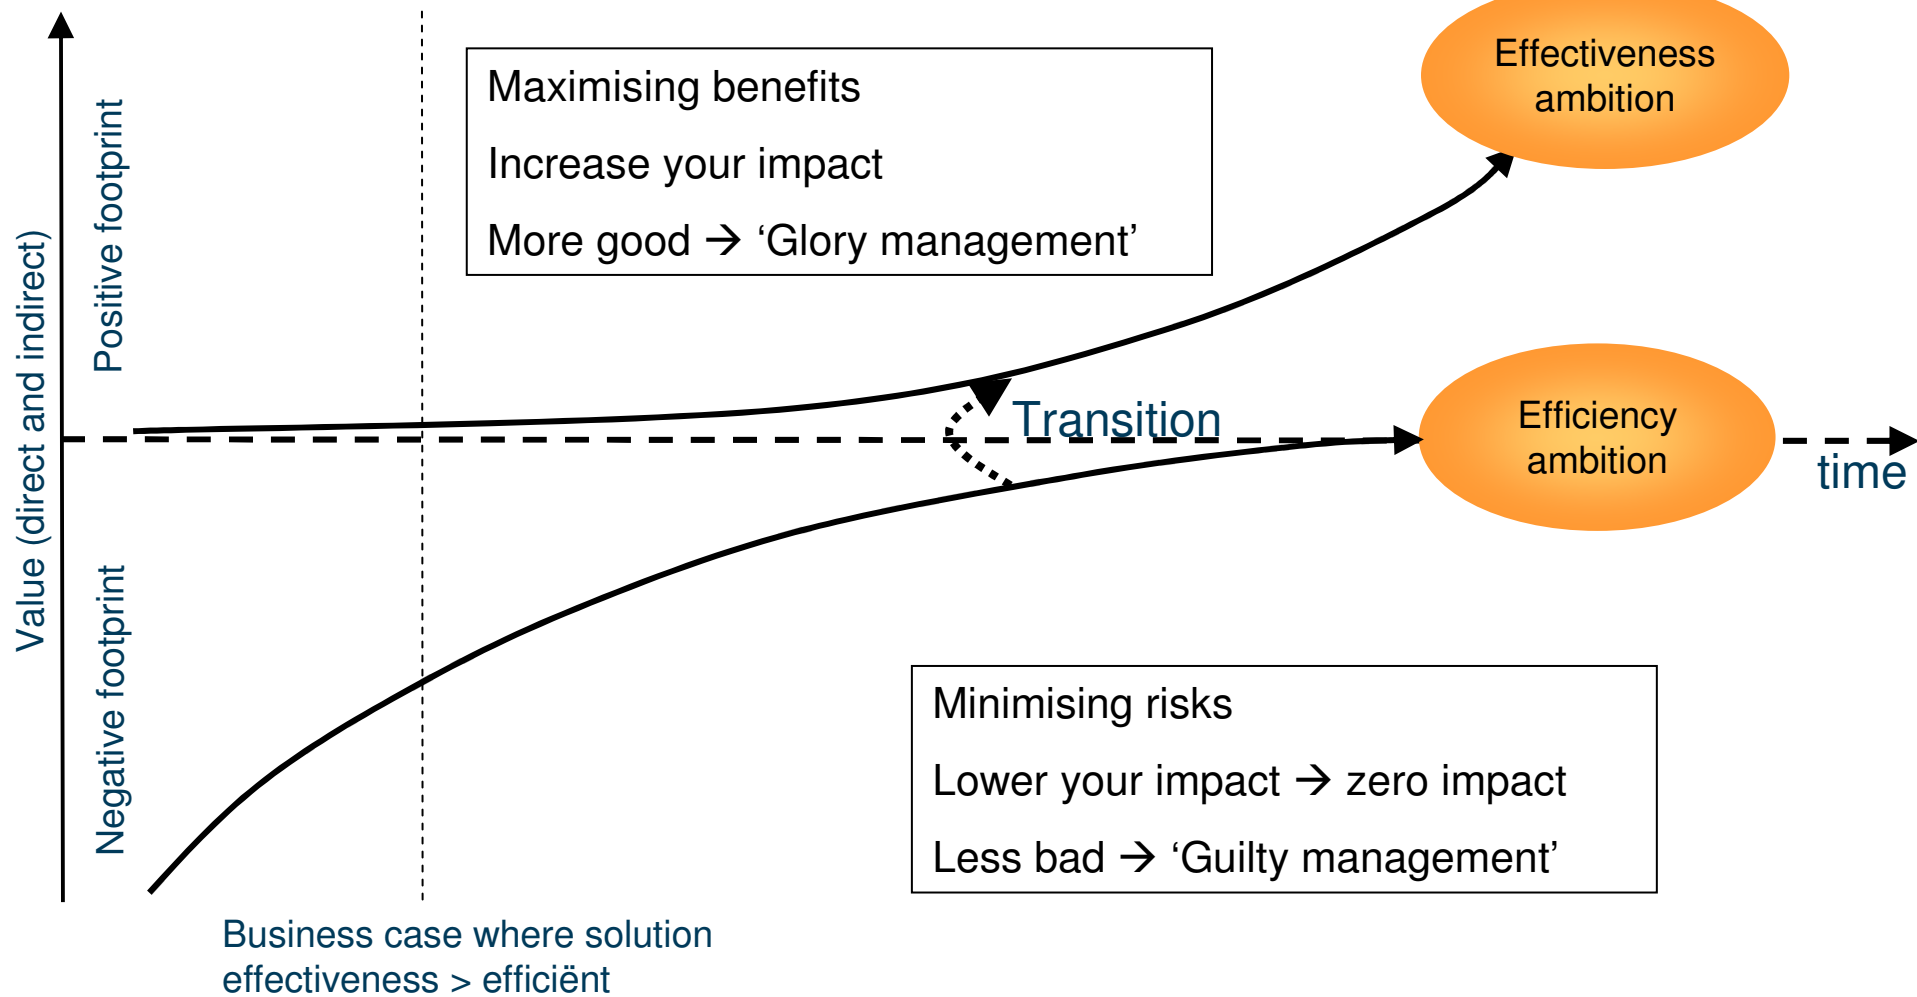 Effectiveness
ambition
Maximising benefits
Increase your impact
More good → ‘Glory management’
Positive footprint
Value (direct and indirect)
Transition
Efficiency
ambition
time
Negative footprint
Minimising risks
Lower your impact → zero impact
Less bad → ‘Guilty management’
Business case where solution
effectiveness > efficiënt